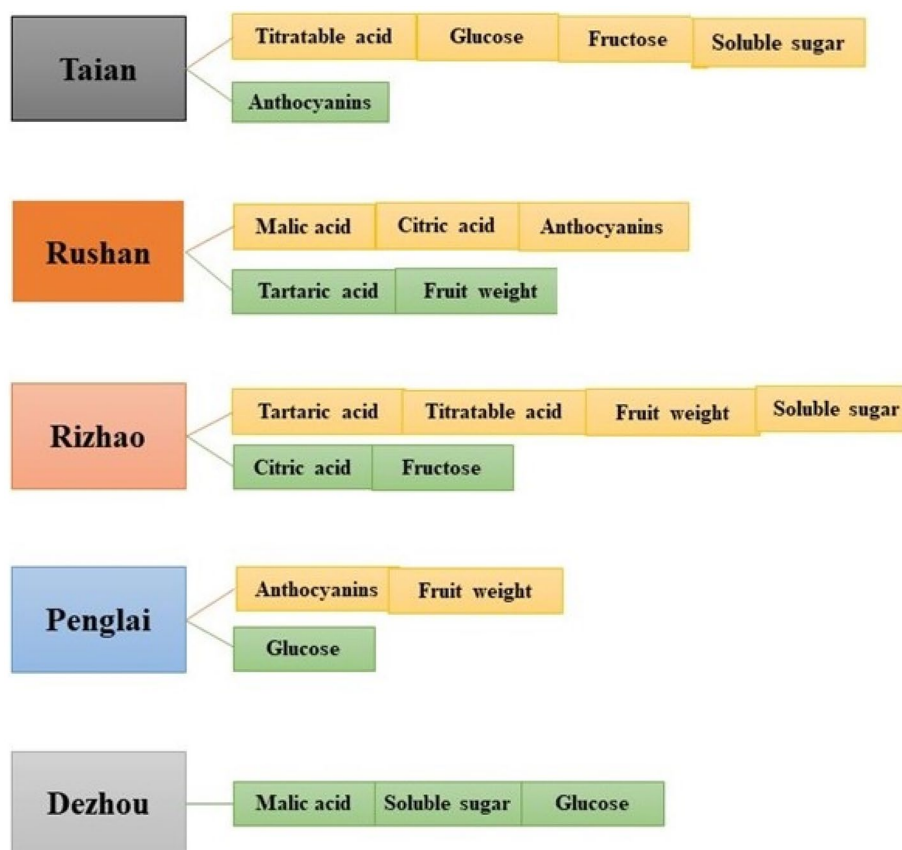 Taian
Titratable acid Glucose Fructose Soluble sugar
Anthocyanins
Rushan
Malic acid Citric acid Anthocyanins
Tartaric acid Fruit weight
Rizhao
Tartaric acid Titratable acid Fruit weight Soluble sugar
Citric acid Fructose
Penglai
Anthocyanins Fruit weight
Glucose
Dezhou
Malic acid Soluble sugar Glucose